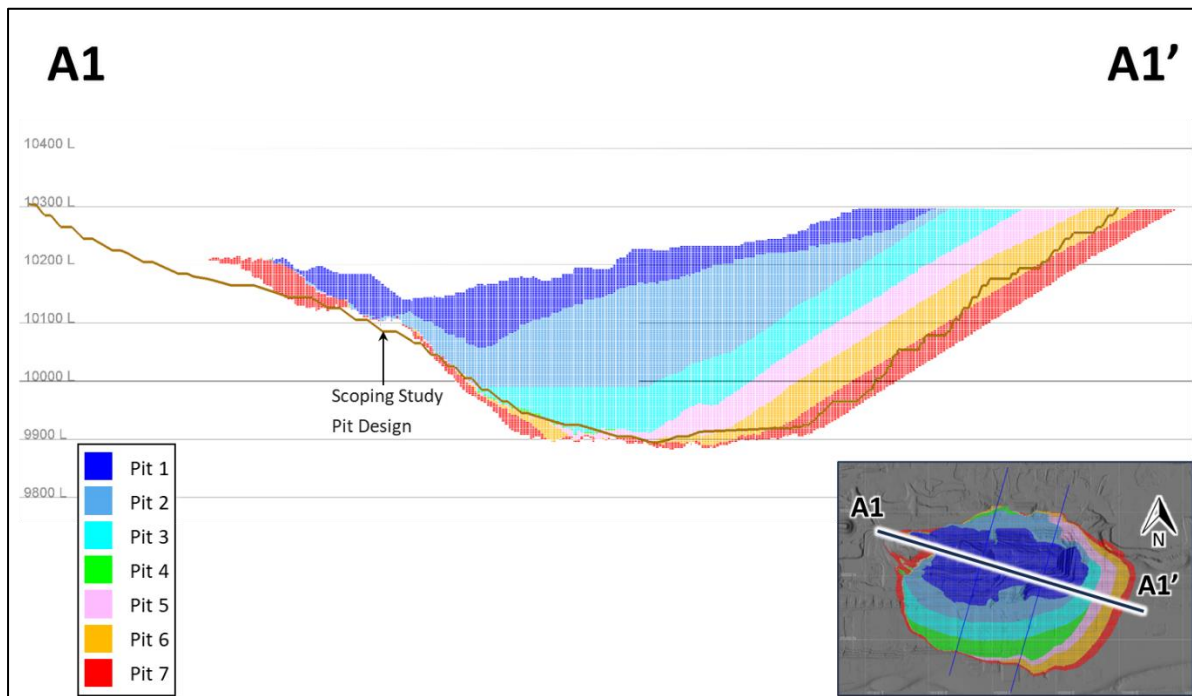 A1
A1’
10400 L
10300 L
10200 L
10100 L
10000 L
9900 L
9800 L
Scoping Study
Pit Design
Pit 1
Pit 2
Pit 3
Pit 4
Pit 5
Pit 6
Pit 7
A1
N
A1’